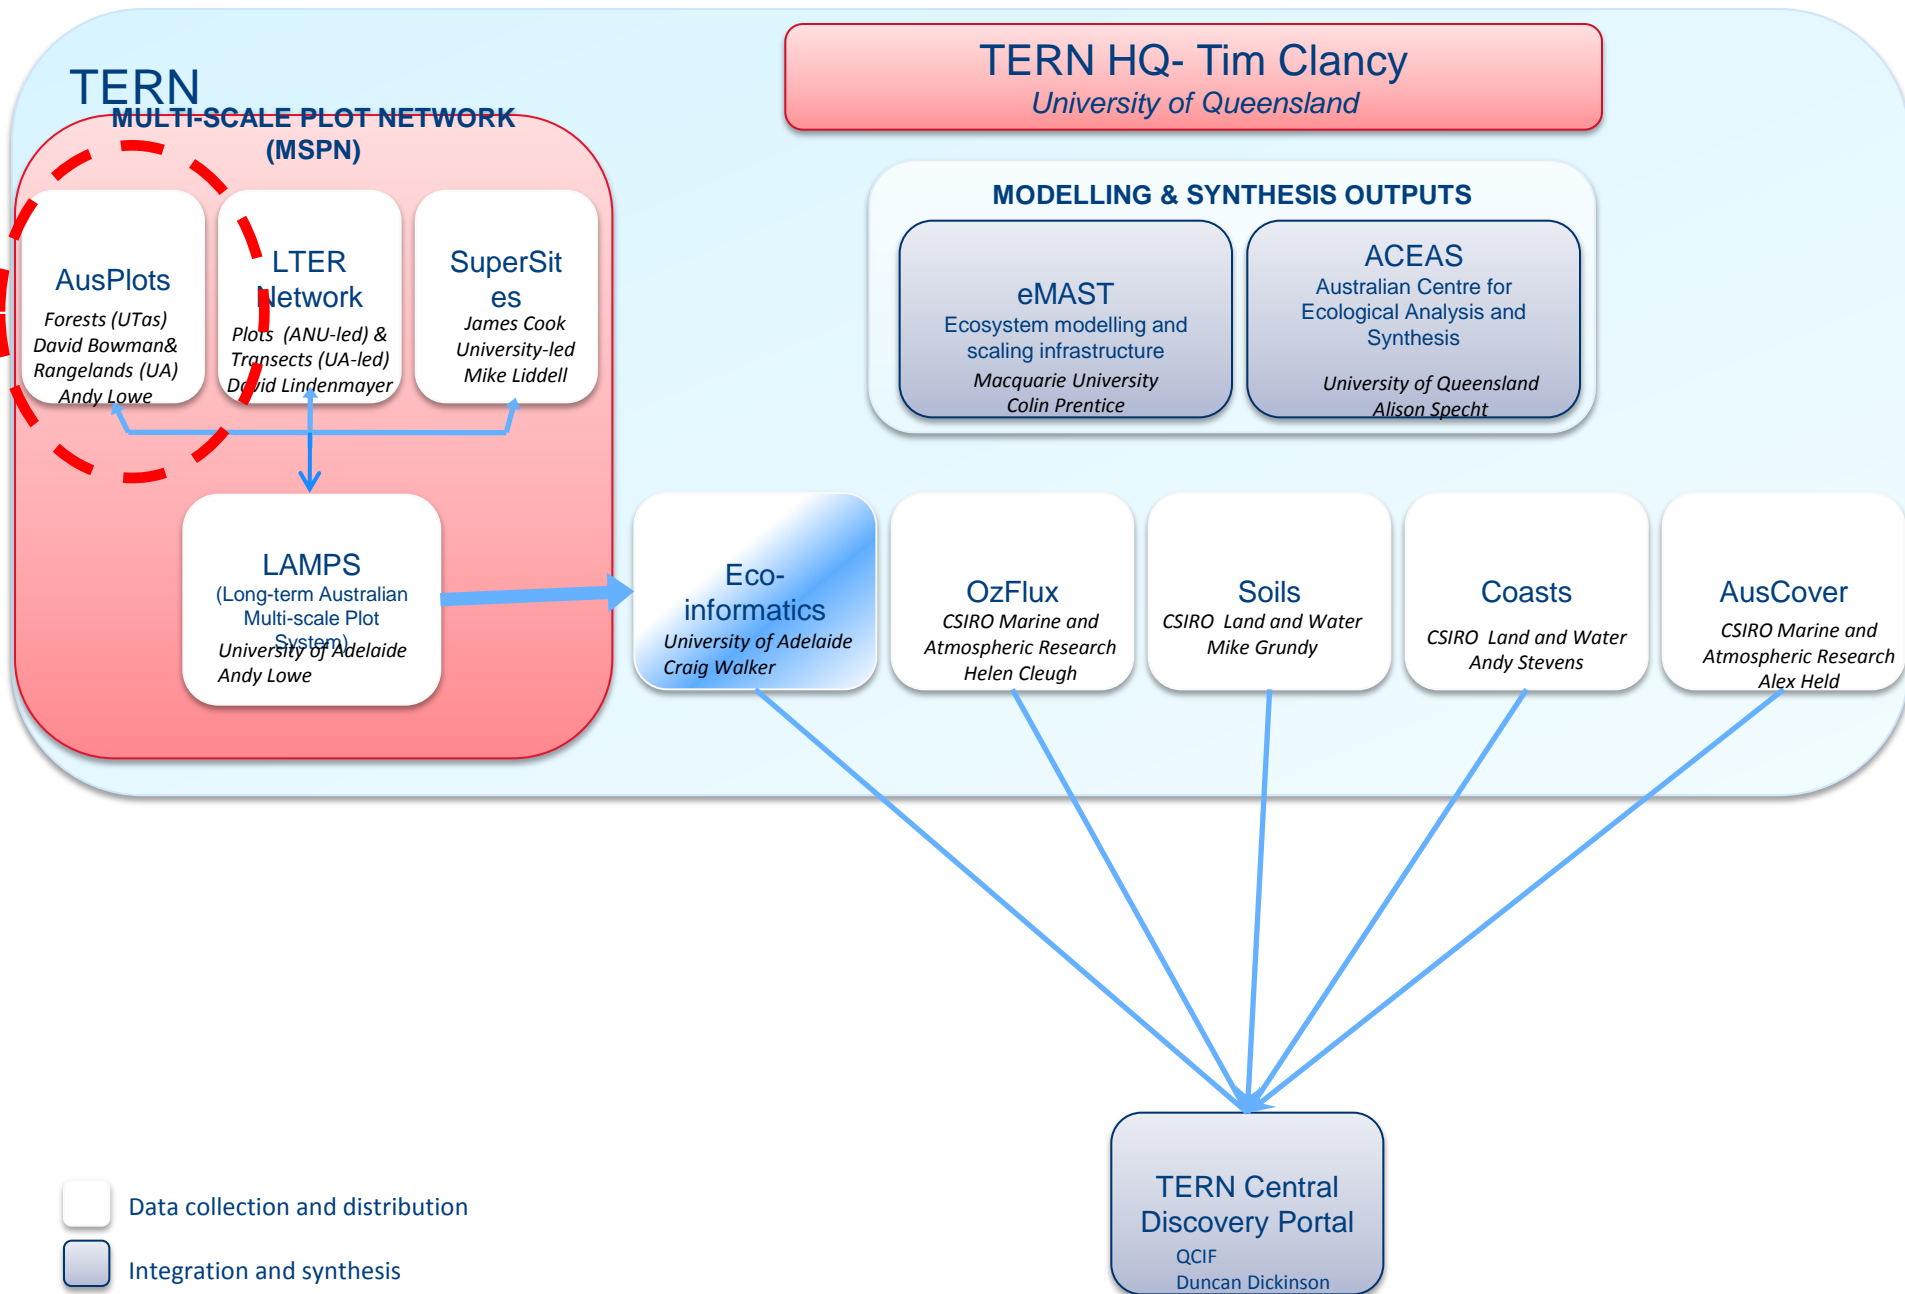 TERN
TERN HQ- Tim Clancy
University of Queensland
MULTI-SCALE PLOT NETWORK
(MSPN)
AusPlots
Forests (UTas)
David Bowman&
Rangelands (UA)
Andy Lowe
LTER
Network
Plots (ANU-led) &
Transects (UA-led)
David Lindenmayer
SuperSit
es
James Cook
University-led
Mike Liddell
MODELLING & SYNTHESIS OUTPUTS
eMAST
Ecosystem modelling and
scaling infrastructure
Macquarie University
Colin Prentice
ACEAS
Australian Centre for
Ecological Analysis and
Synthesis
University of Queensland
Alison Specht
LAMPS
(Long-term Australian
Multi-scale Plot
System)
University of Adelaide
Andy Lowe
Eco-
informatics
University of Adelaide
Craig Walker
OzFlux
CSIRO Marine and
Atmospheric Research
Helen Cleugh
Soils
CSIRO Land and Water
Mike Grundy
Coasts
CSIRO Land and Water
Andy Stevens
AusCover
CSIRO Marine and
Atmospheric Research
Alex Held
TERN Central
Discovery Portal
QCIF
Duncan Dickinson
Data collection and distribution
Integration and synthesis